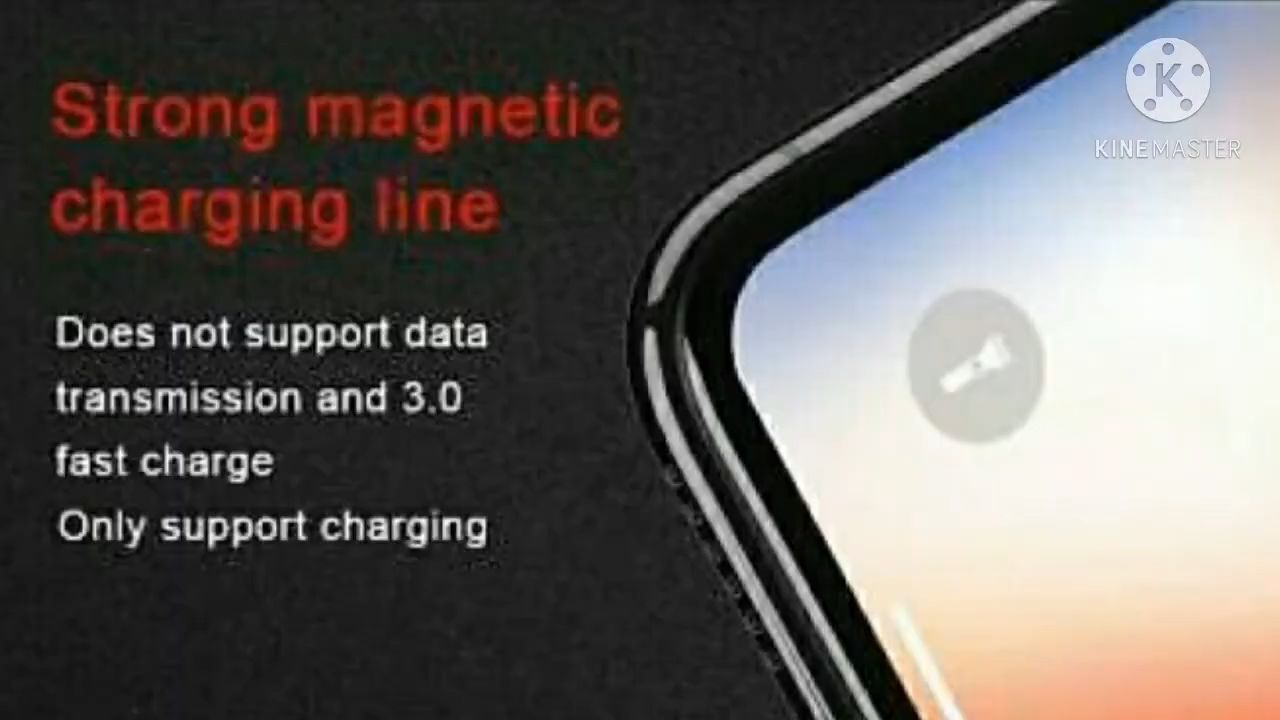 Strong magnetic
charging line
Does not support data
transmission and 3.0
fast charge
Only support charging
K
KINEMASTER